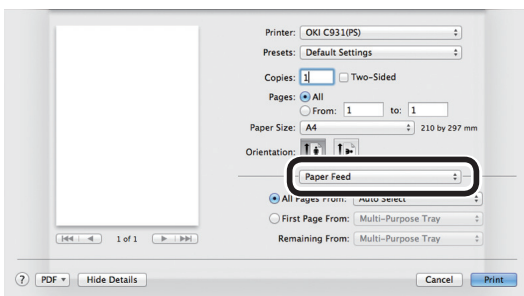 Printer: OKI C931(PS)
Presets: Default Settings
Copies: 1 Two-Sided
Pages: All
From: 1 to: 1
Paper Size: A4 210 by 297 mm
Orientation:
Paper Feed
All Pages From: Auto Select
First Page From: Multi-Purpose Tray
Remaining From: Multi-Purpose Tray
1 of 1
? PDF Hide Details Cancel Print